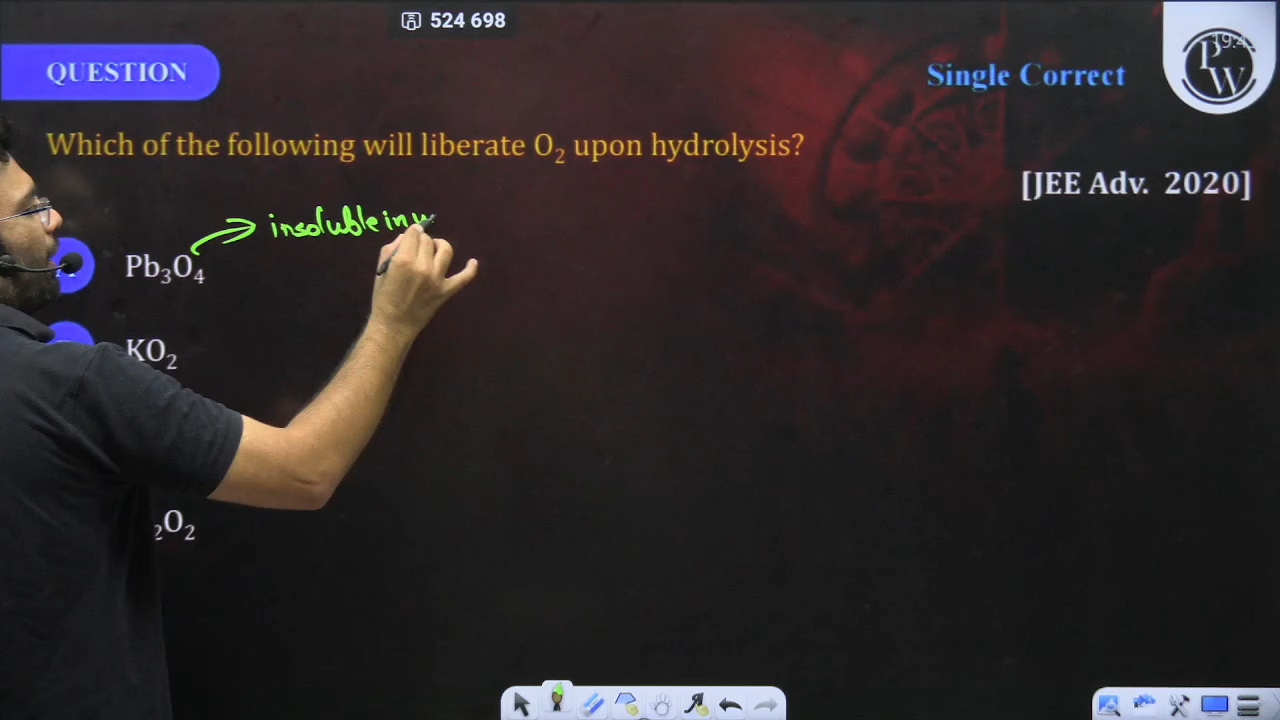 524 698
QUESTION
Single Correct
PW
Which of the following will liberate O₂ upon hydrolysis?
[JEE Adv. 2020]
insoluble in w
Pb₃O₄
KO₂
₂O₂